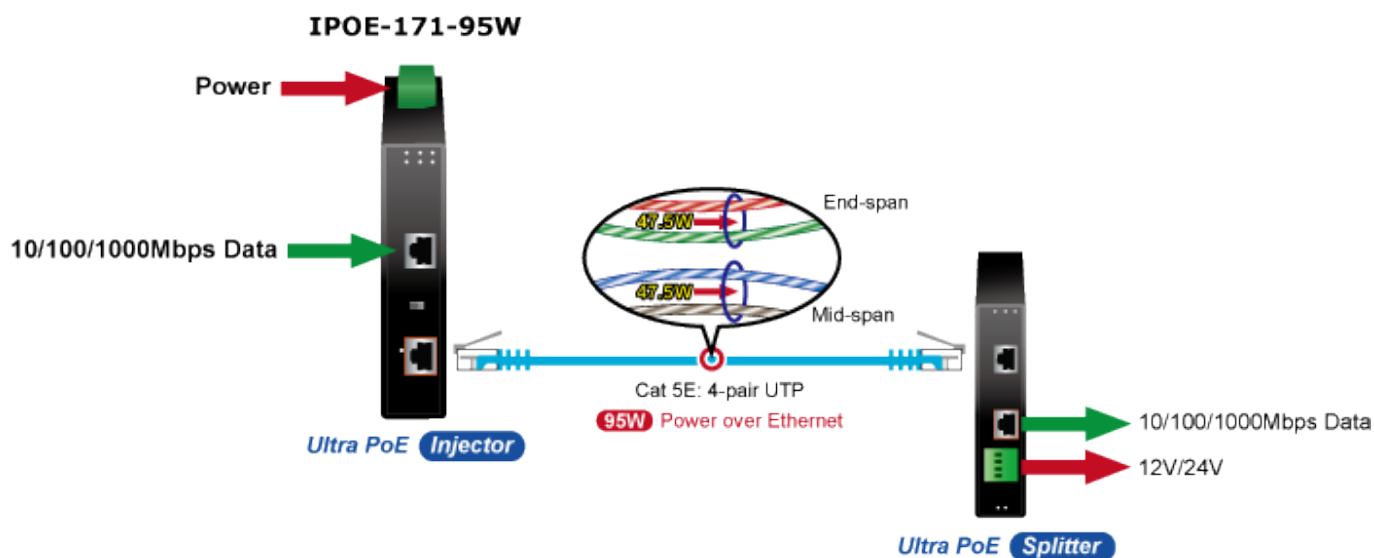 IPOE-171-95W
Power
10/100/1000Mbps Data
47.5W
End-span
47.5W
Mid-span
Cat 5E: 4-pair UTP
95W Power over Ethernet
Ultra PoE Injector
10/100/1000Mbps Data
12V/24V
Ultra PoE Splitter